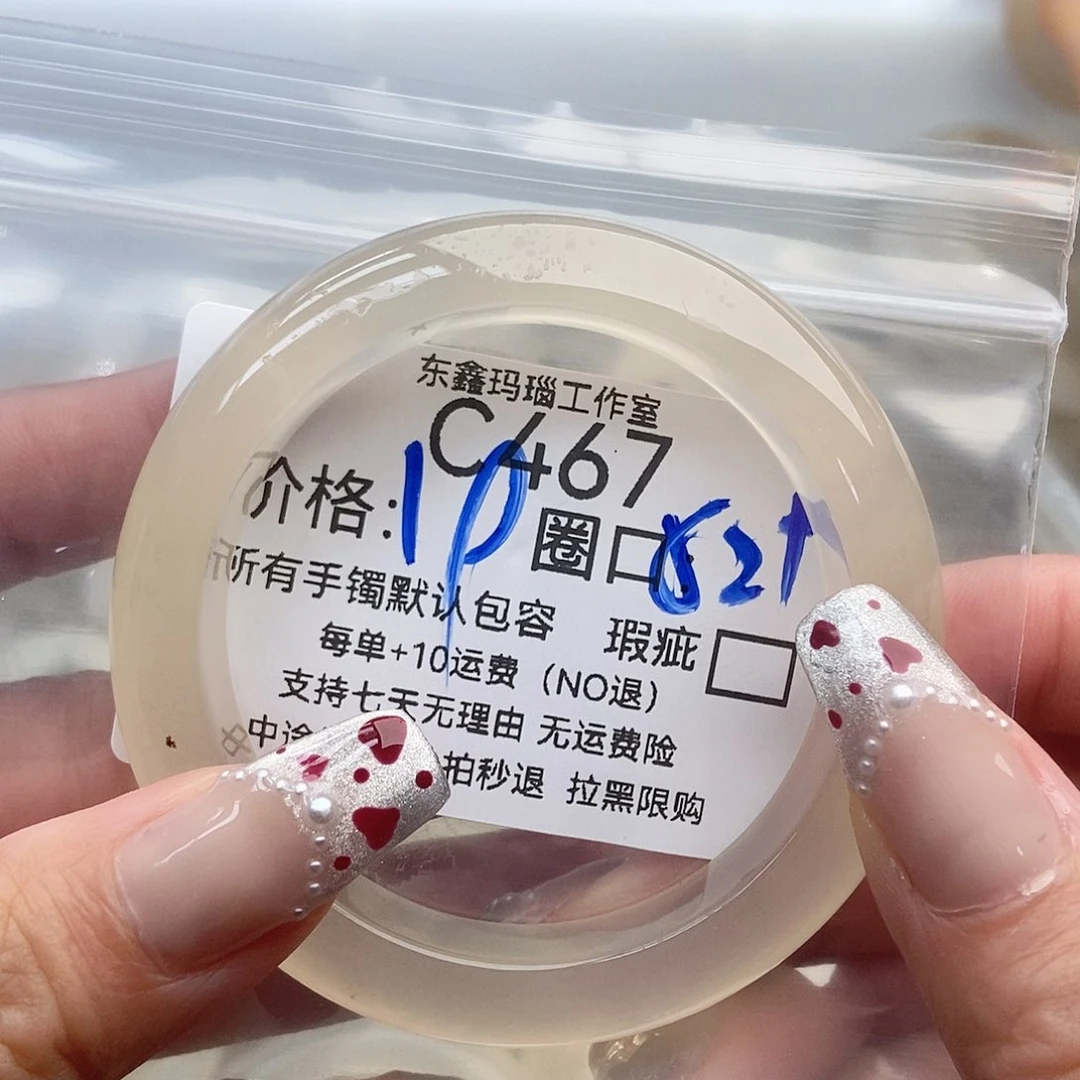 东鑫玛瑙工作室
C467
价格: 圈口:
所有手镯默认包容 瑕疵
每单+10运费（NO退）
支持七天无理由 无运费险
中途 拍秒退 拉黑限购